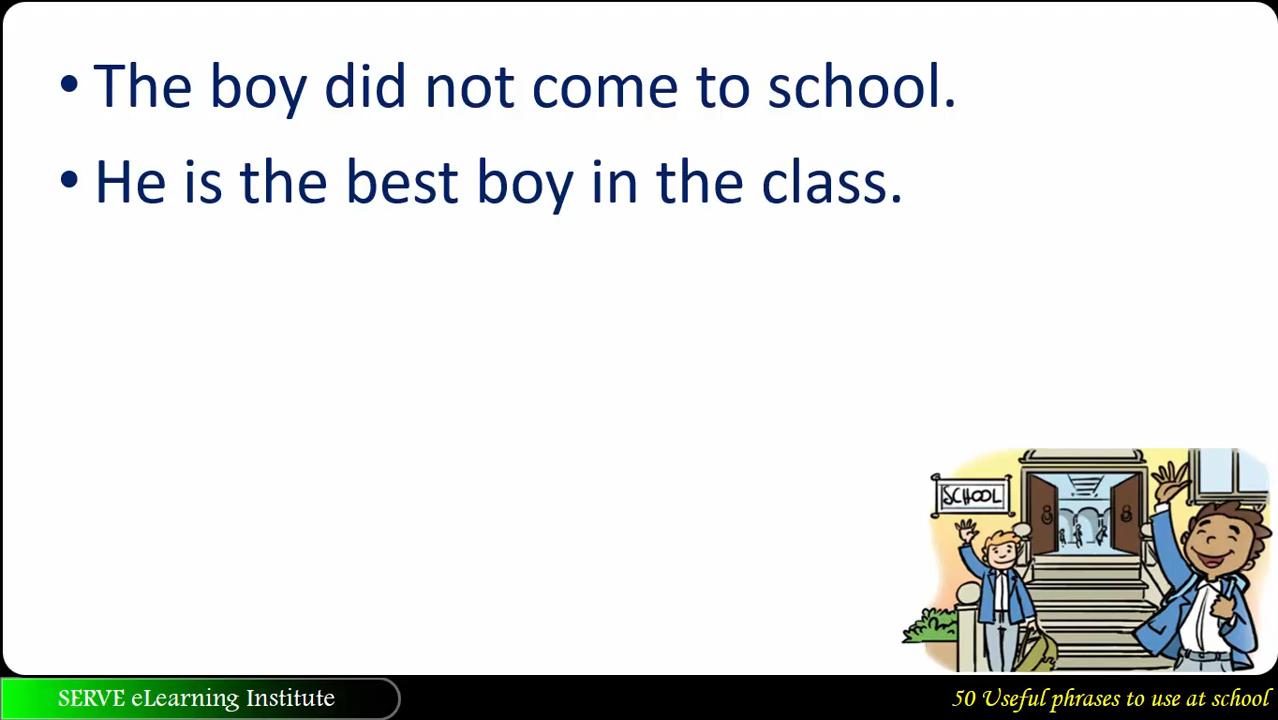 • The boy did not come to school.
• He is the best boy in the class.
SCHOOL
SERVE eLearning Institute
50 Useful phrases to use at school